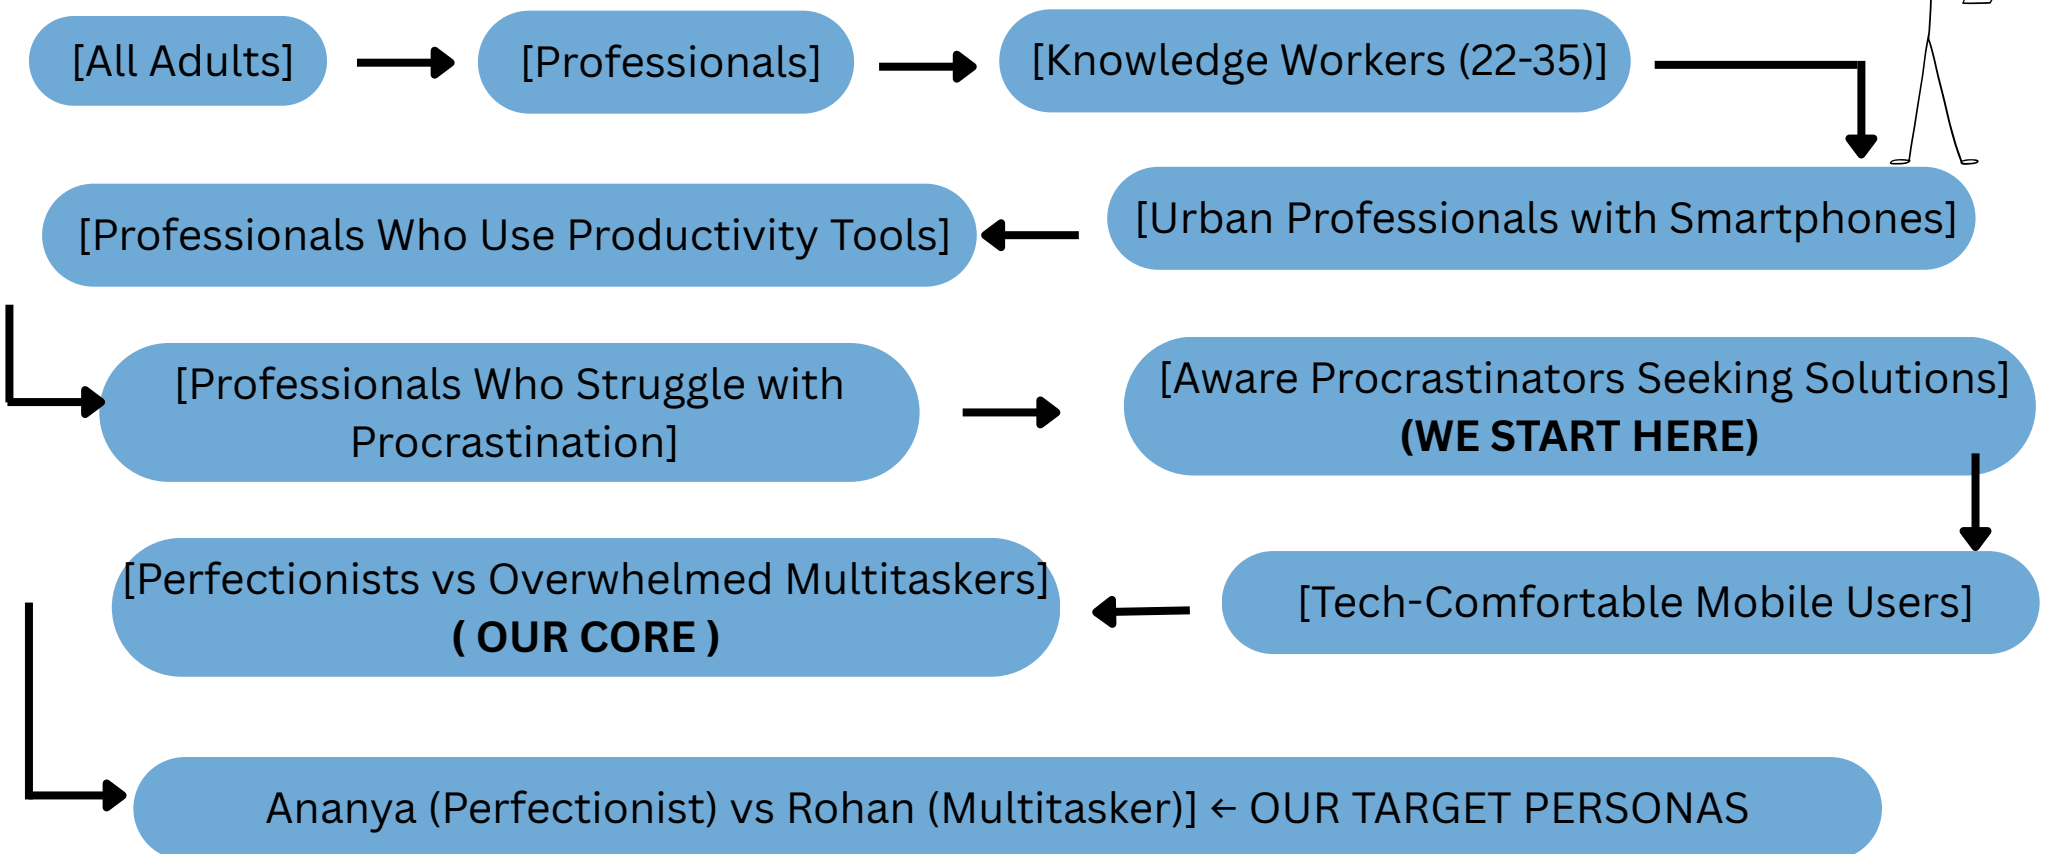 [All Adults]
[Professionals]
[Knowledge Workers (22-35)]
[Urban Professionals with Smartphones]
[Professionals Who Use Productivity Tools]
[Professionals Who Struggle with
Procrastination]
[Aware Procrastinators Seeking Solutions]
(WE START HERE)
[Tech-Comfortable Mobile Users]
[Perfectionists vs Overwhelmed Multitaskers]
( OUR CORE )
Ananya (Perfectionist) vs Rohan (Multitasker)] ← OUR TARGET PERSONAS